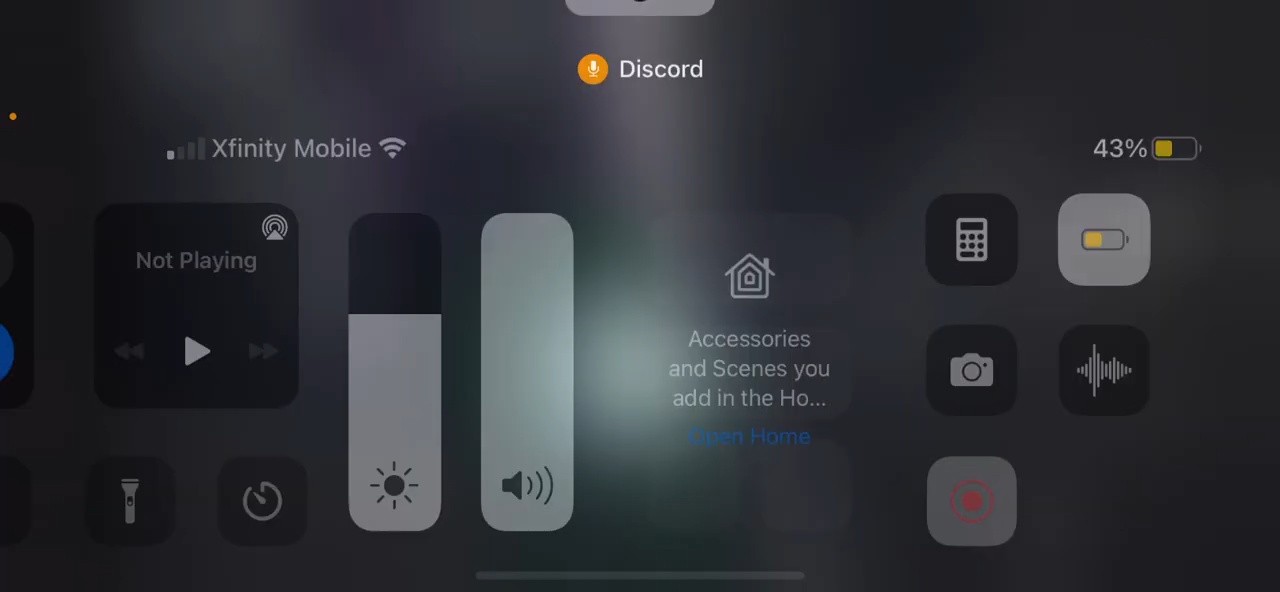 Discord
Xfinity Mobile
43%
Not Playing
Accessories
and Scenes you
add in the Ho...
Open Home